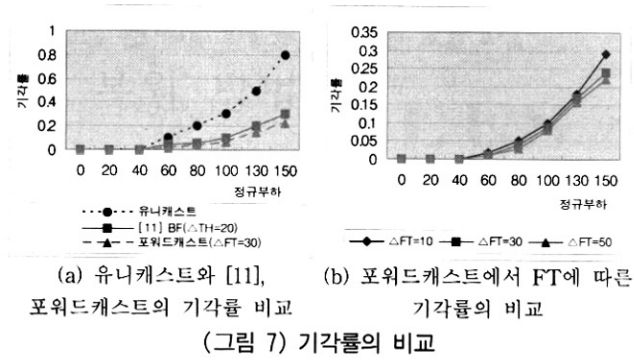 1
0.8
0.6
0.4
0.2
0
기각률
0 20 40 60 80 100 130 150
정규부하
유니캐스트
[11] BF(△TH=20)
포워드캐스트(△FT=30)
(a) 유니캐스트와 [11],
포워드캐스트의 기각률 비교
0.35
0.3
0.25
0.2
0.15
0.1
0.05
0
기각률
0 20 40 60 80 100 130 150
정규부하
△FT=10 △FT=30 △FT=50
(b) 포워드캐스트에서 FT에 따른
기각률의 비교
(그림 7) 기각률의 비교